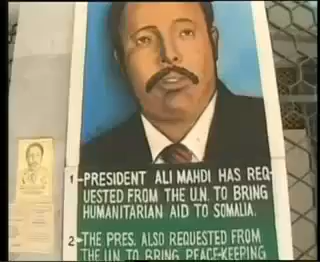 1-PRESIDENT ALI MAHDI HAS REQ-
UESTED FROM THE U.N. TO BRING
HUMANITARIAN AID TO SOMALIA.
2-THE PRES. ALSO REQUESTED FROM
THE U.N TO BRING PEACE-KEEPING